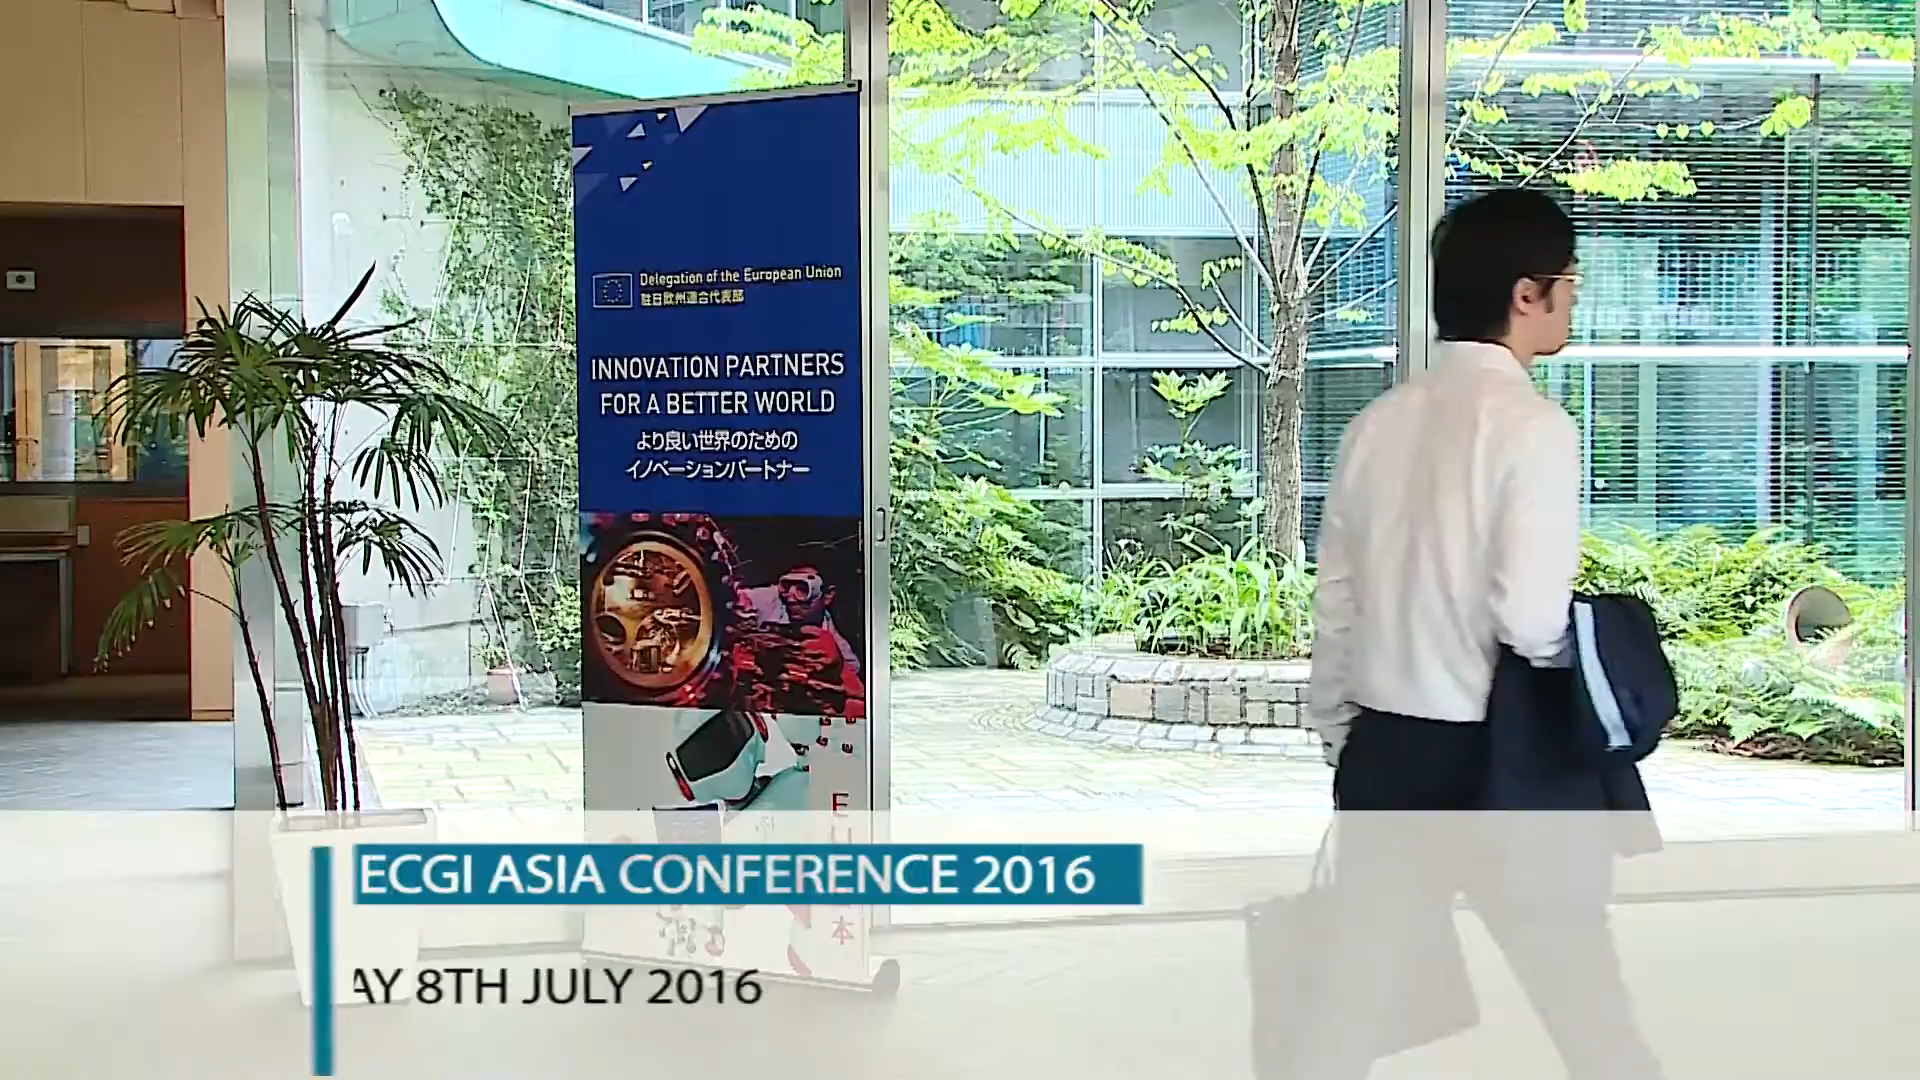 Delegation of the European Union
駐日欧州連合代表部
INNOVATION PARTNERS
FOR A BETTER WORLD
より良い世界のための
イノベーションパートナー
ECGI ASIA CONFERENCE 2016
AY 8TH JULY 2016